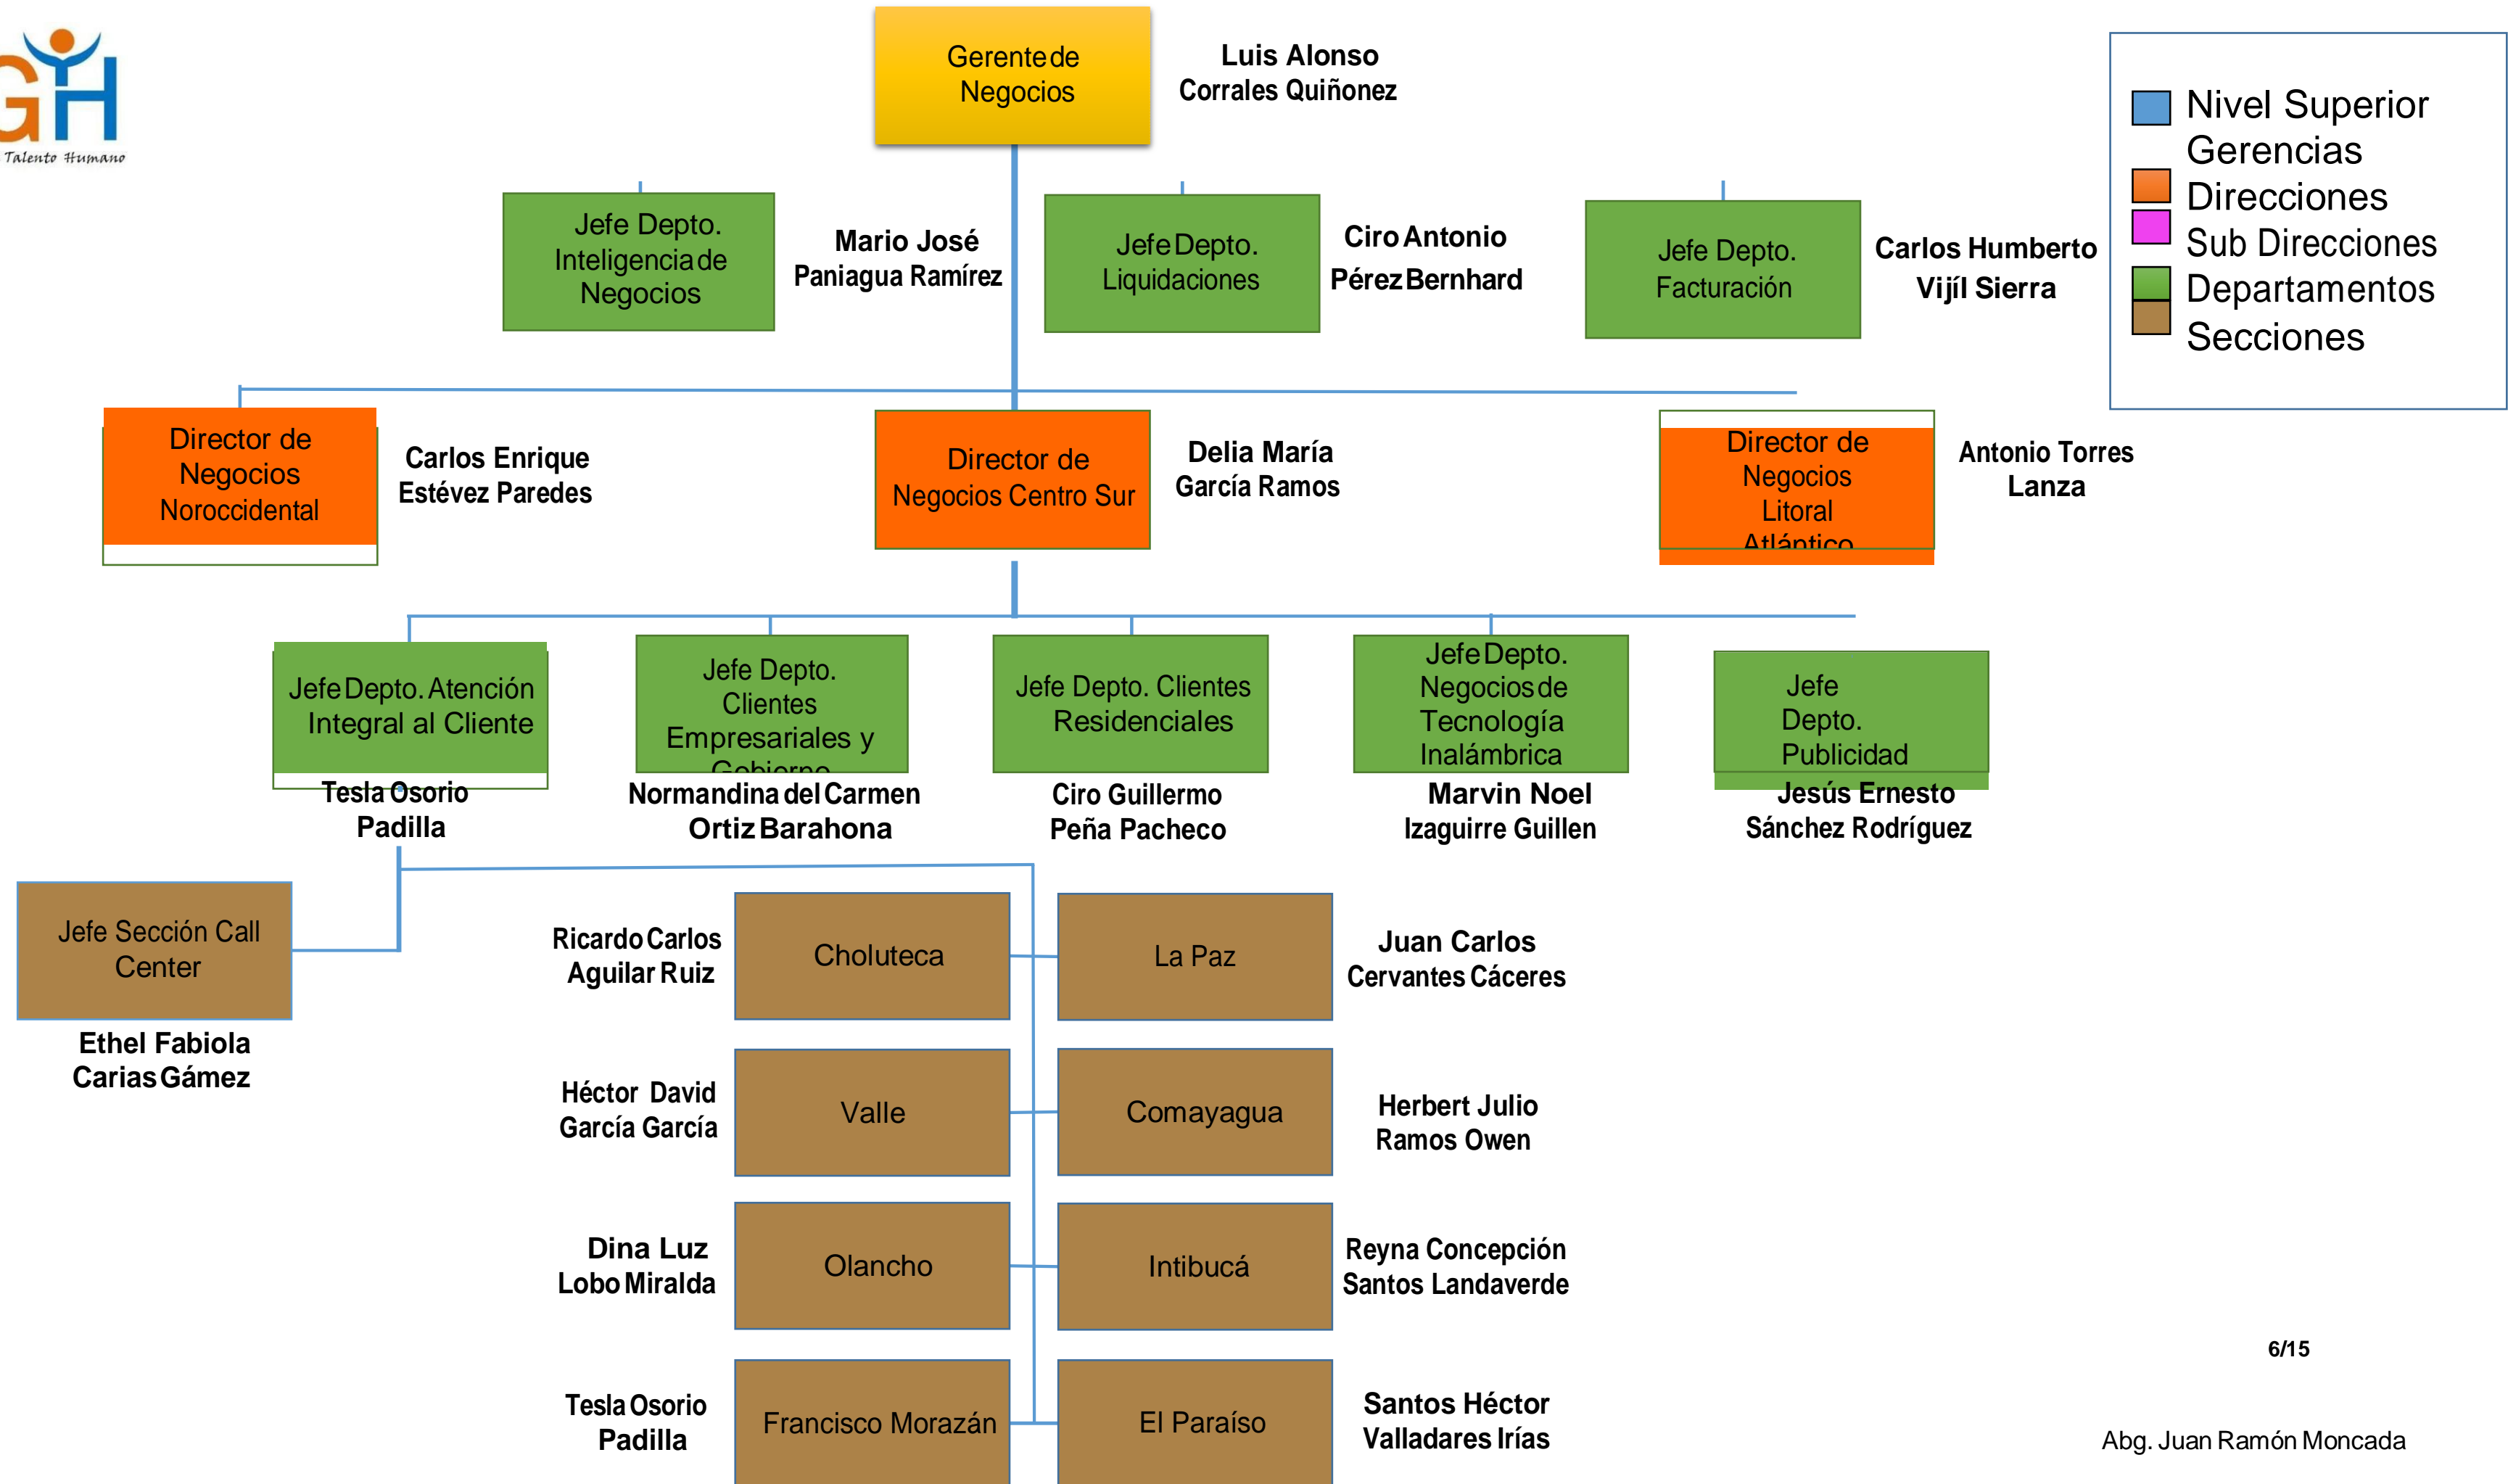 GH
Talento Humano
Gerente de
Negocios
Luis Alonso
Corrales Quiñonez
Nivel Superior
Gerencias
Direcciones
Sub Direcciones
Departamentos
Secciones
Jefe Depto.
Inteligencia de
Negocios
Mario José
Paniagua Ramírez
Jefe Depto.
Liquidaciones
Ciro Antonio
Pérez Bernhard
Jefe Depto.
Facturación
Carlos Humberto
Vijíl Sierra
Director de
Negocios
Noroccidental
Carlos Enrique
Estévez Paredes
Director de
Negocios Centro Sur
Delia María
García Ramos
Director de
Negocios
Litoral
Atlántico
Antonio Torres
Lanza
Jefe Depto. Atención
Integral al Cliente
Tesla Osorio
Padilla
Jefe Depto.
Clientes
Empresariales y
Gobierno
Normandina del Carmen
Ortiz Barahona
Jefe Depto. Clientes
Residenciales
Ciro Guillermo
Peña Pacheco
Jefe Depto.
Negocios de
Tecnología
Inalámbrica
Marvin Noel
Izaguirre Guillen
Jefe
Depto.
Publicidad
Jesús Ernesto
Sánchez Rodríguez
Jefe Sección Call
Center
Ethel Fabiola
Carias Gámez
Ricardo Carlos
Aguilar Ruiz
Choluteca
La Paz
Juan Carlos
Cervantes Cáceres
Héctor David
García García
Valle
Comayagua
Herbert Julio
Ramos Owen
Dina Luz
Lobo Miralda
Olancho
Intibucá
Reyna Concepción
Santos Landaverde
Tesla Osorio
Padilla
Francisco Morazán
El Paraíso
Santos Héctor
Valladares Irías
6/15
Abg. Juan Ramón Moncada